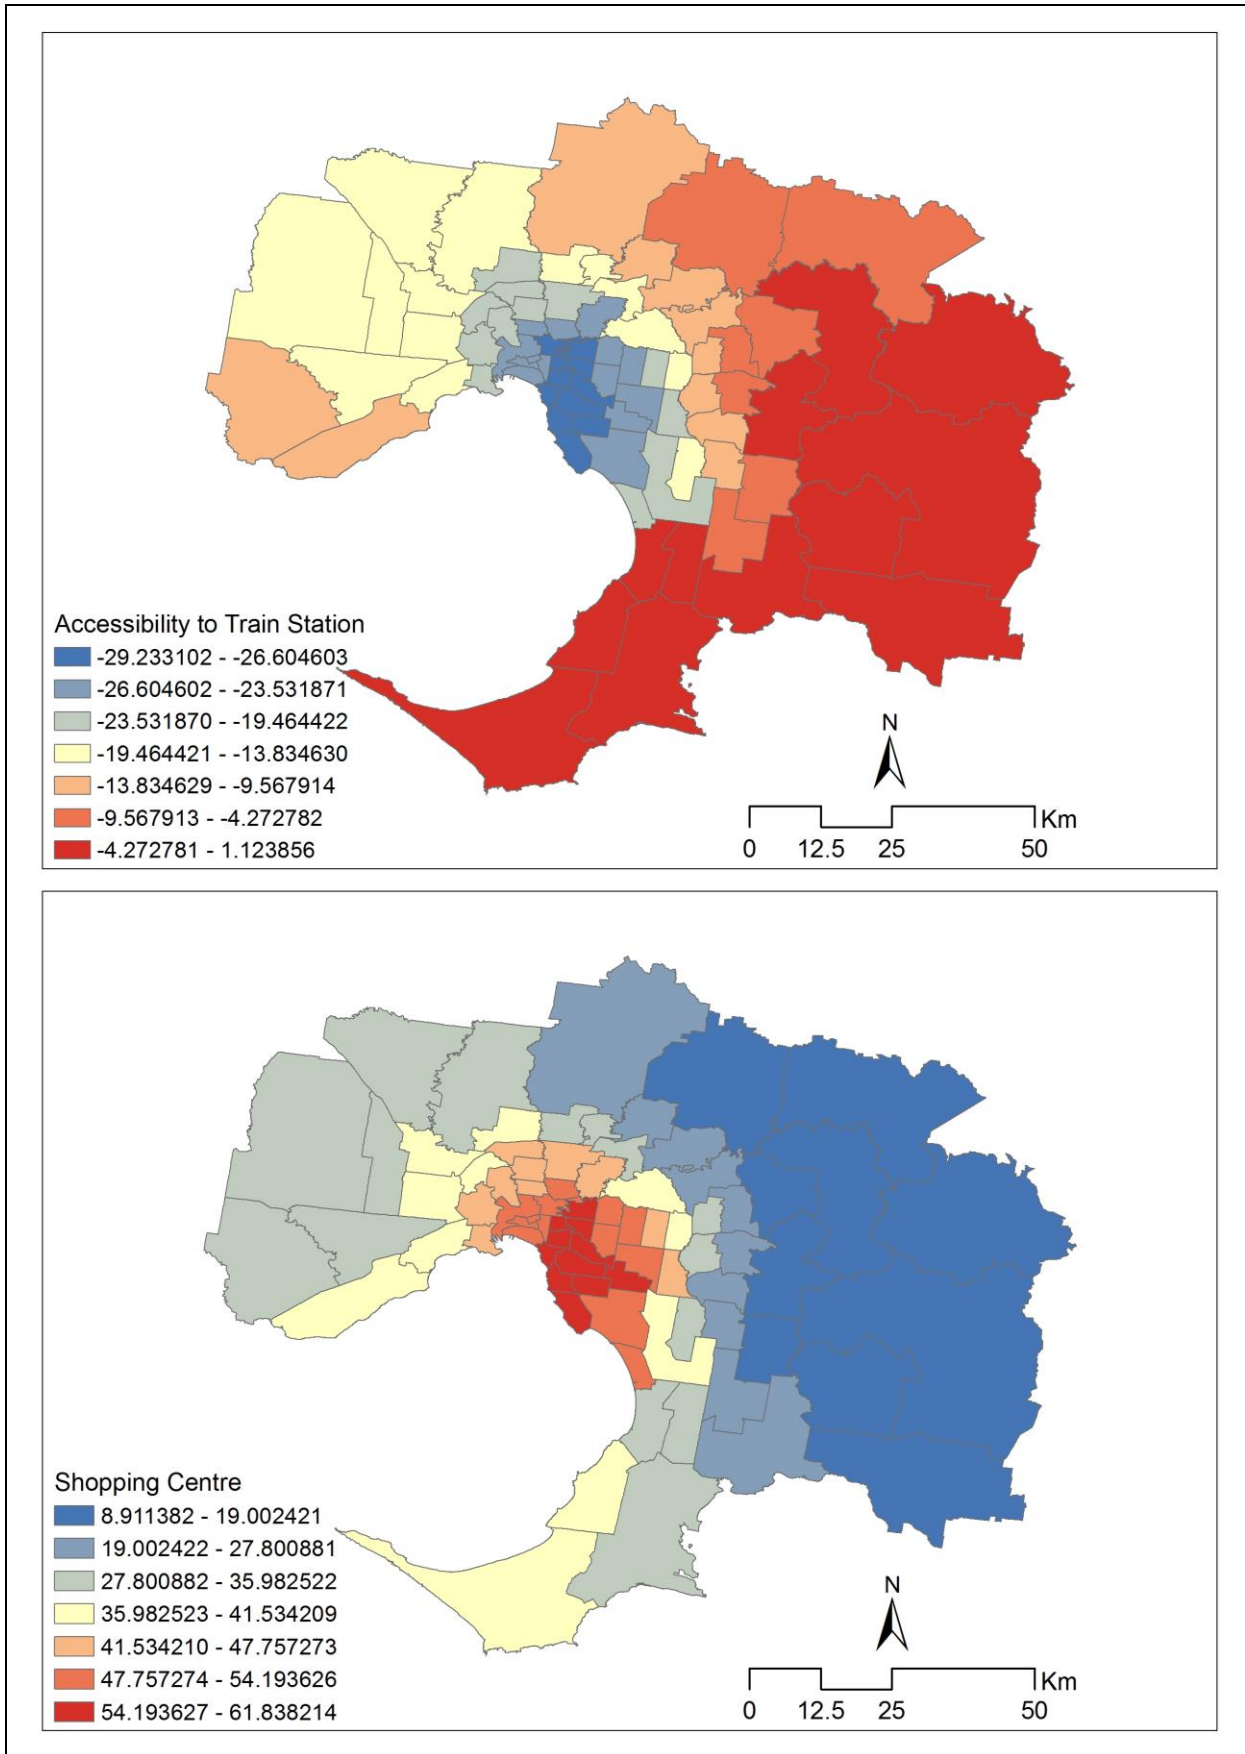 Accessibility to Train Station
-29.233102 - -26.604603
-26.604602 - -23.531871
-23.531870 - -19.464422
-19.464421 - -13.834630
-13.834629 - -9.567914
-9.567913 - -4.272782
-4.272781 - 1.123856
N
Km
0 12.5 25 50
Shopping Centre
8.911382 - 19.002421
19.002422 - 27.800881
27.800882 - 35.982522
35.982523 - 41.534209
41.534210 - 47.757273
47.757274 - 54.193626
54.193627 - 61.838214
N
Km
0 12.5 25 50